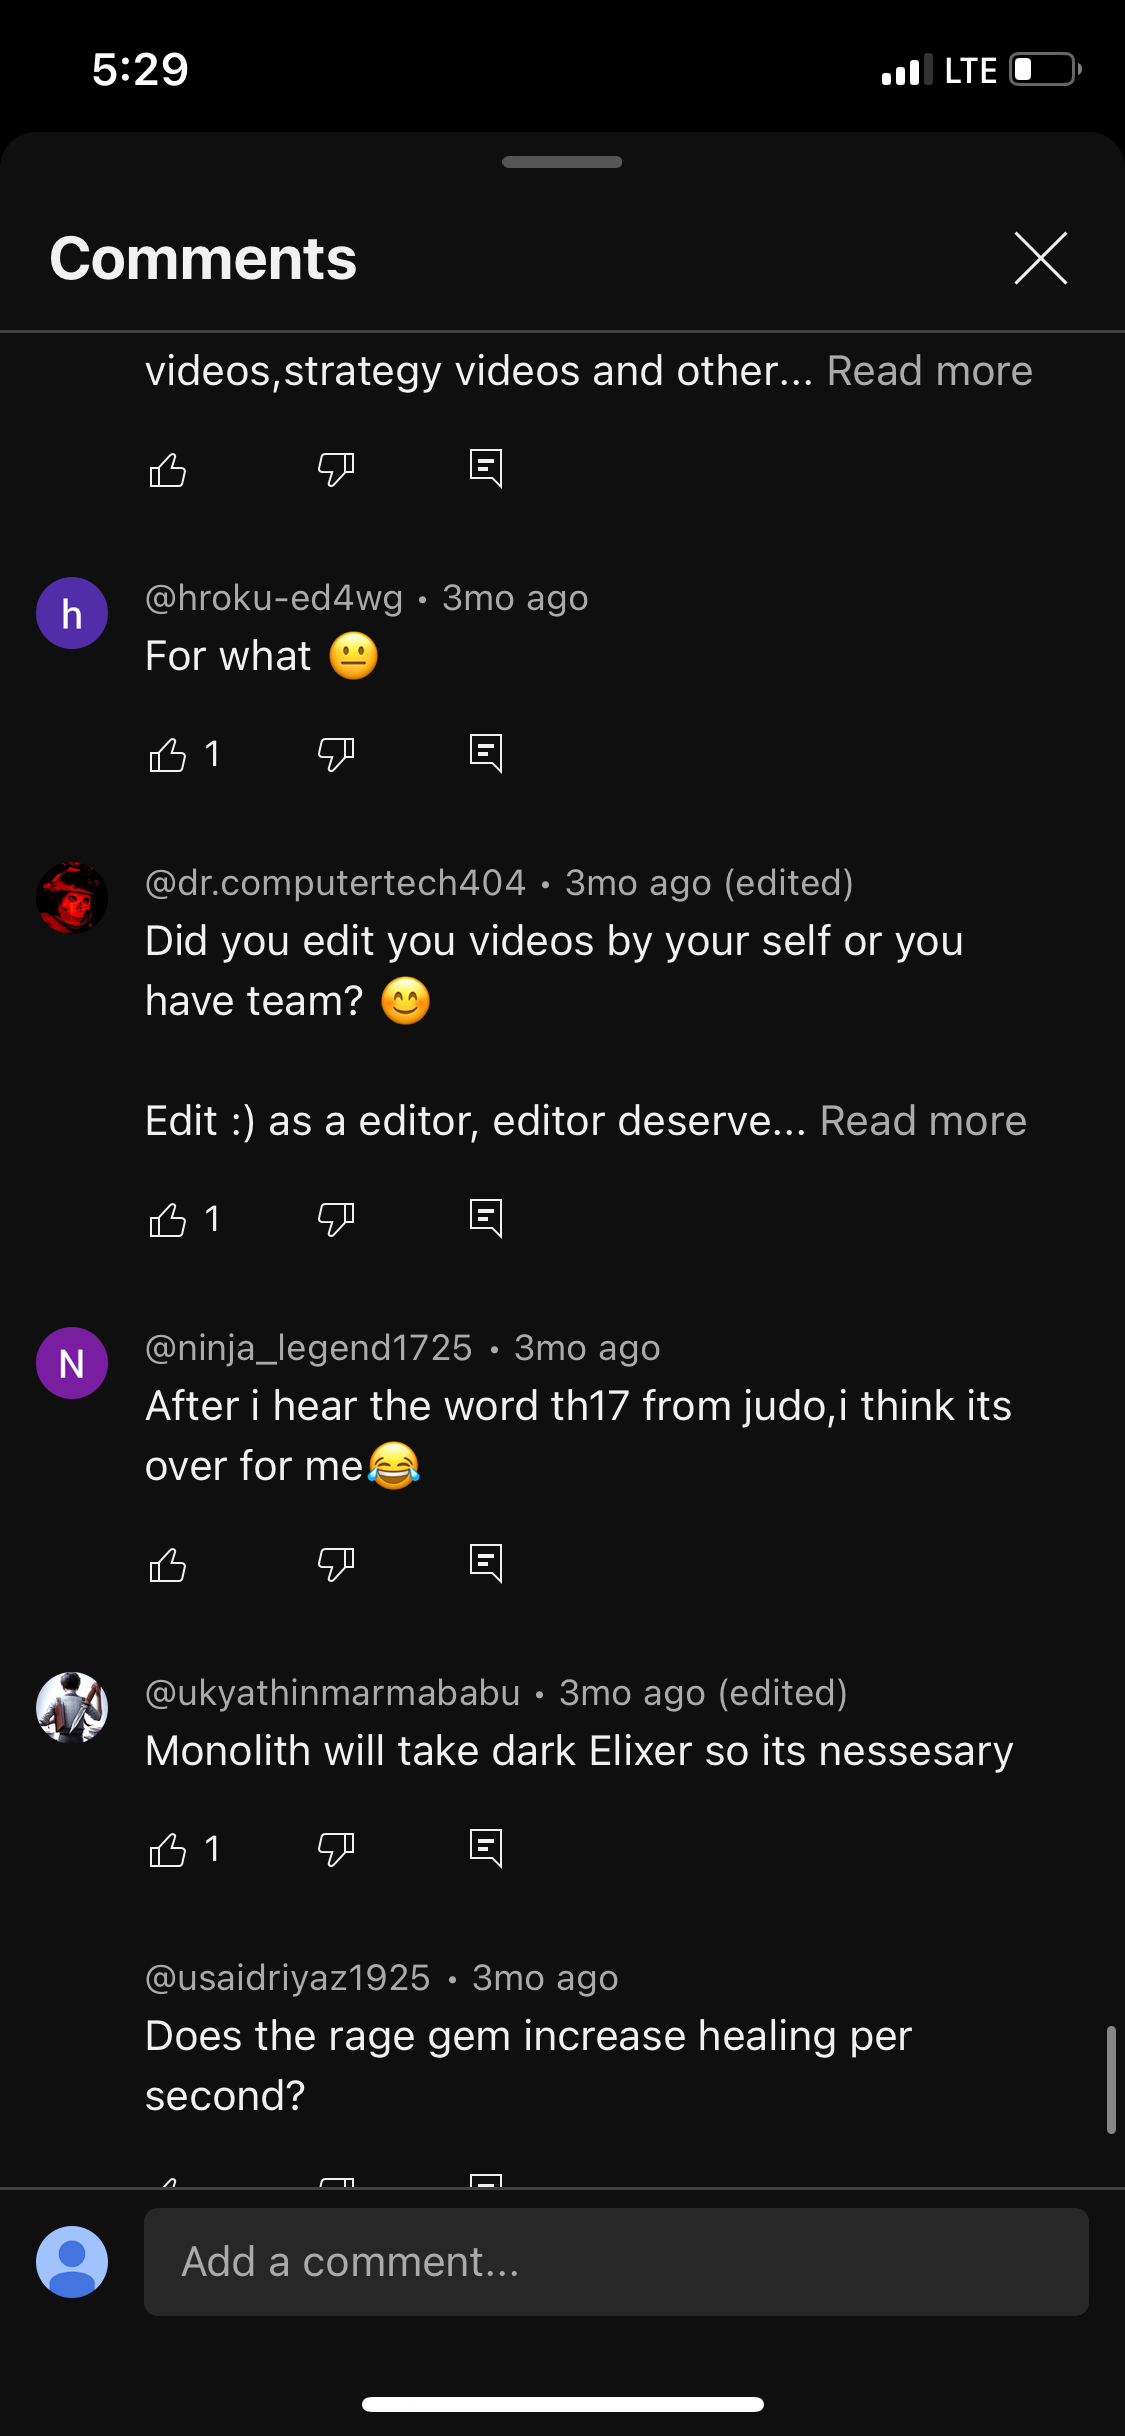 5:29
LTE
Comments
videos,strategy videos and other... Read more
h
@hroku-ed4wg • 3mo ago
For what 😐
1
@dr.computertech404 • 3mo ago (edited)
Did you edit you videos by your self or you
have team? 😊
Edit :) as a editor, editor deserve... Read more
1
N
@ninja_legend1725 • 3mo ago
After i hear the word th17 from judo,i think its
over for me😂
@ukyathinmarmababu • 3mo ago (edited)
Monolith will take dark Elixer so its nessesary
1
@usaidriyaz1925 • 3mo ago
Does the rage gem increase healing per
second?
Add a comment...